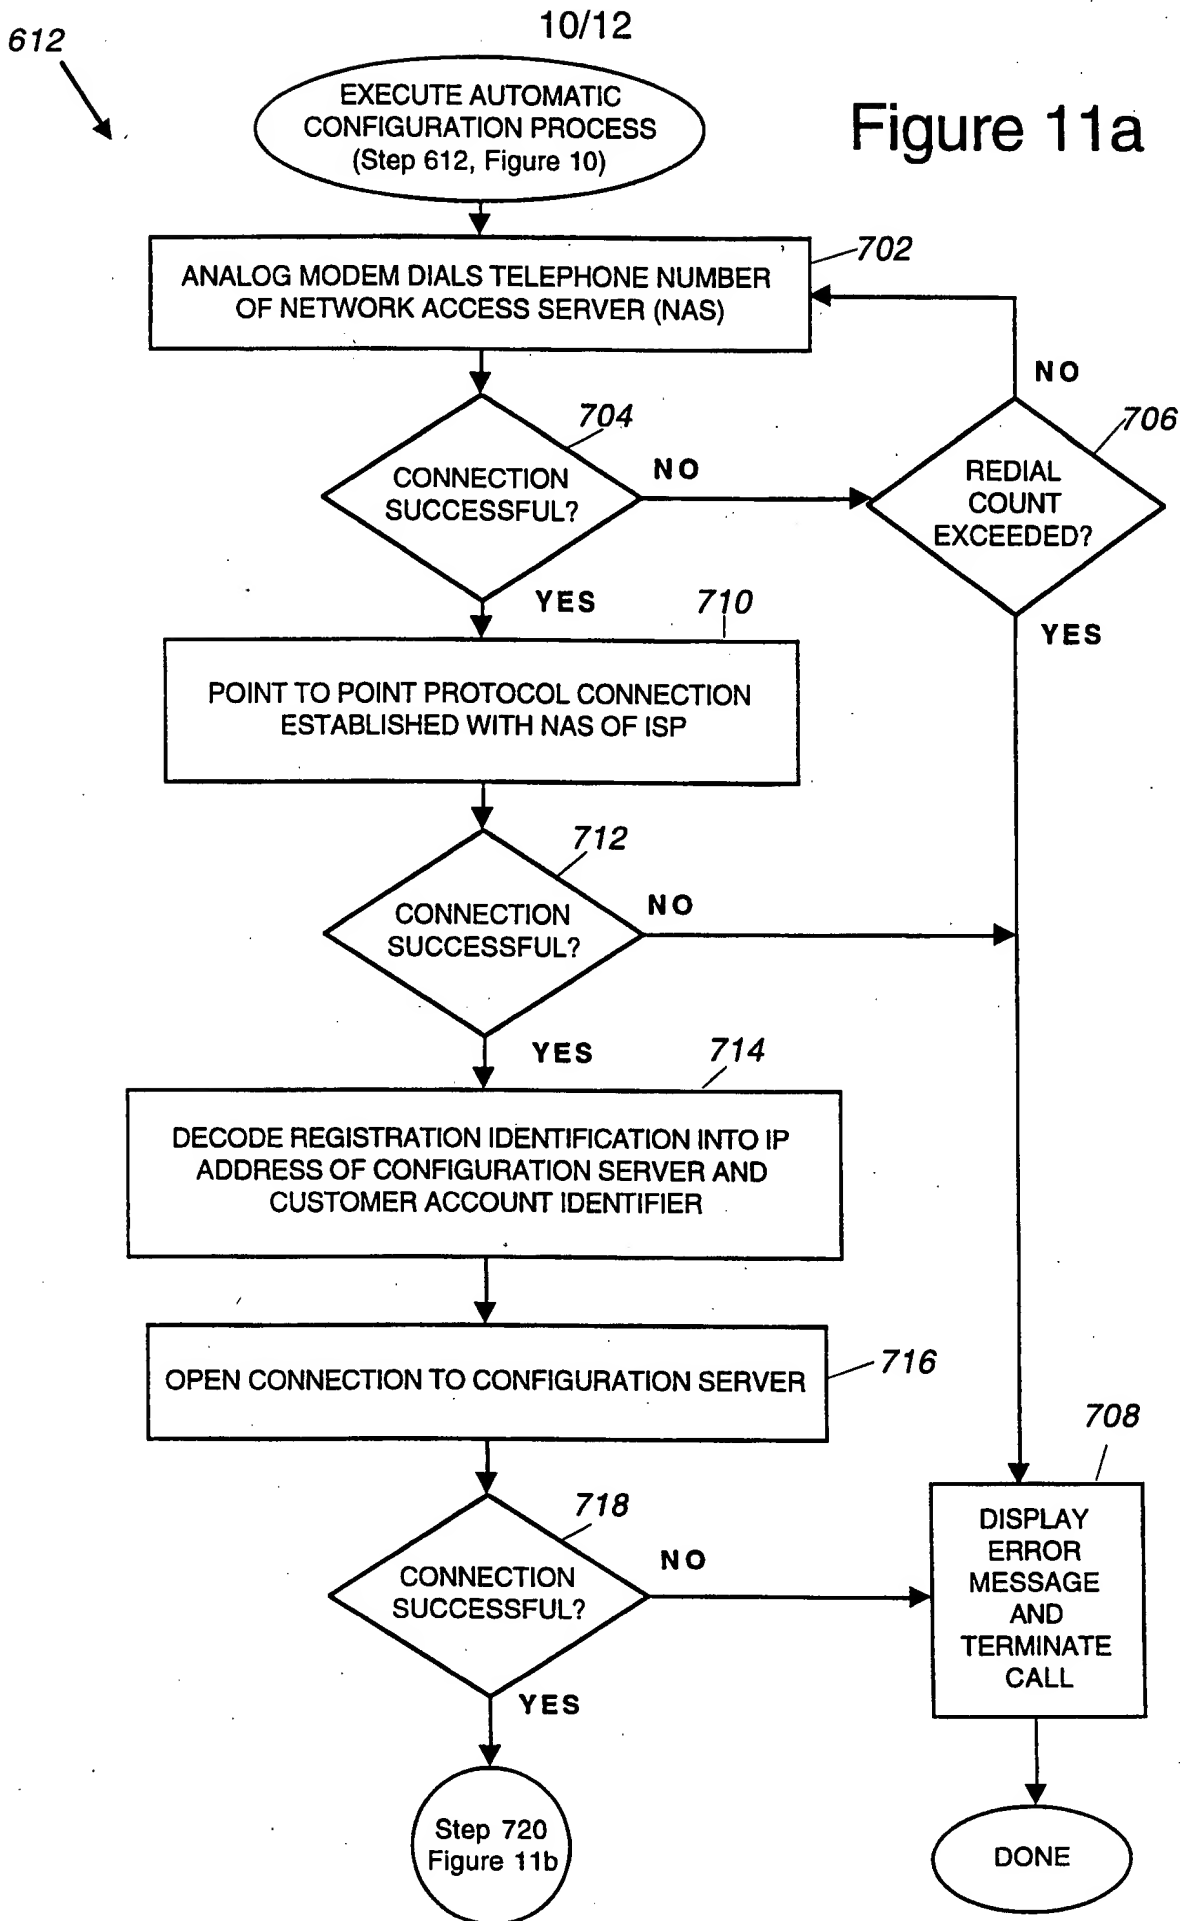 10/12
612
Figure 11a
EXECUTE AUTOMATIC
CONFIGURATION PROCESS
(Step 612, Figure 10)
702
ANALOG MODEM DIALS TELEPHONE NUMBER
OF NETWORK ACCESS SERVER (NAS)
NO
704
706
CONNECTION
SUCCESSFUL?
NO
REDIAL
COUNT
EXCEEDED?
YES
710
YES
POINT TO POINT PROTOCOL CONNECTION
ESTABLISHED WITH NAS OF ISP
712
CONNECTION
SUCCESSFUL?
NO
YES
714
DECODE REGISTRATION IDENTIFICATION INTO IP
ADDRESS OF CONFIGURATION SERVER AND
CUSTOMER ACCOUNT IDENTIFIER
716
OPEN CONNECTION TO CONFIGURATION SERVER
708
718
CONNECTION
SUCCESSFUL?
NO
DISPLAY
ERROR
MESSAGE
AND
TERMINATE
CALL
YES
Step 720
Figure 11b
DONE